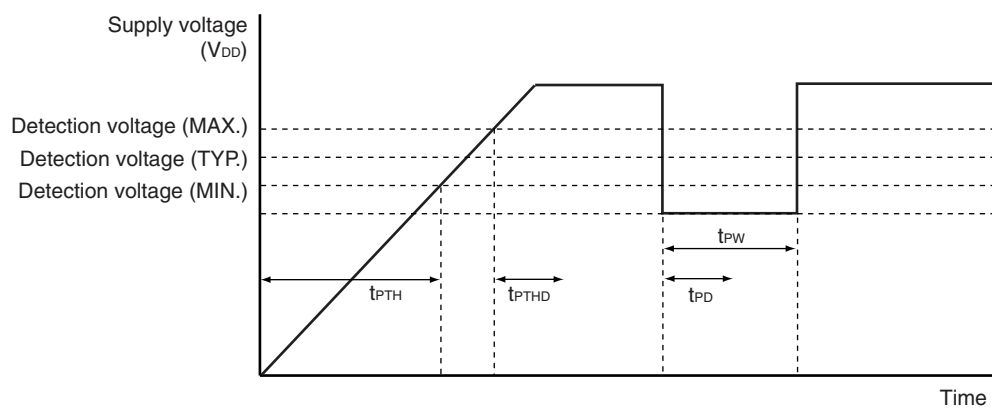 Supply voltage
(VDD)
Detection voltage (MAX.)
Detection voltage (TYP.)
Detection voltage (MIN.)
tPW
tPTH
tPTHD
tPD
Time